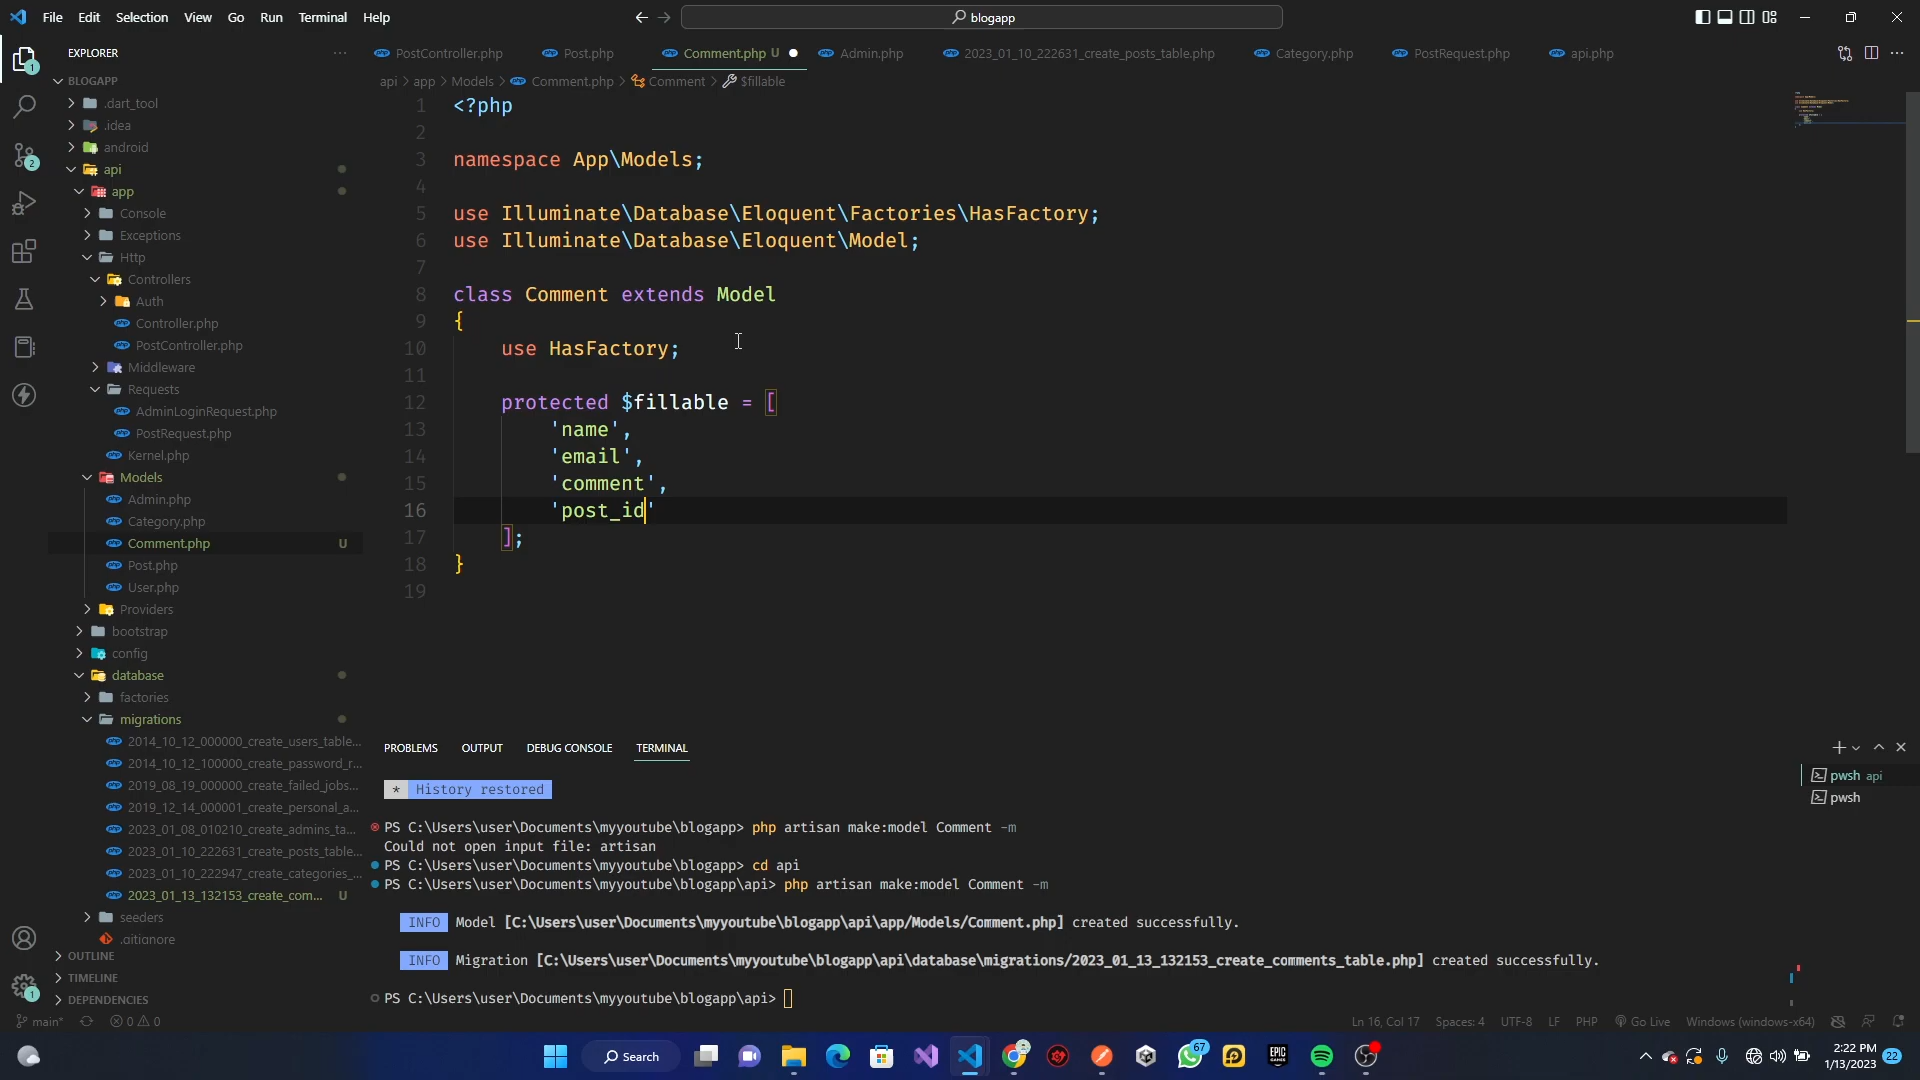 File Edit Selection View Go Run Terminal Help
blogapp
EXPLORER
PostController.php
Post.php
Comment.php U
Admin.php
2023_01_10_222631_create_posts_table.php
Category.php
PostRequest.php
api.php
api > app > Models > Comment.php > Comment > $fillable
BLOGAPP
.dart_tool
.idea
android
api
app
Console
Exceptions
Http
Controllers
Auth
Controller.php
PostController.php
Middleware
Requests
AdminLoginRequest.php
PostRequest.php
Kernel.php
Models
Admin.php
Category.php
Comment.php U
Post.php
User.php
Providers
bootstrap
config
database
factories
migrations
2014_10_12_000000_create_users_table...
2014_10_12_100000_create_password_r...
2019_08_19_000000_create_failed_jobs...
2019_12_14_000001_create_personal_a...
2023_01_08_010210_create_admins_ta...
2023_01_10_222631_create_posts_table...
2023_01_10_222947_create_categories_...
2023_01_13_132153_create_com... U
seeders
.gitignore
OUTLINE
TIMELINE
DEPENDENCIES
1 <?php
2
3 namespace App\Models;
4
5 use Illuminate\Database\Eloquent\Factories\HasFactory;
6 use Illuminate\Database\Eloquent\Model;
7
8 class Comment extends Model
9 {
10 use HasFactory;
11
12 protected $fillable = [
13 'name',
14 'email',
15 'comment',
16 'post_id'
17 ];
18 }
19
PROBLEMS OUTPUT DEBUG CONSOLE TERMINAL
pwsh api
pwsh
* History restored
PS C:\Users\user\Documents\myyoutube\blogapp> php artisan make:model Comment -m
Could not open input file: artisan
PS C:\Users\user\Documents\myyoutube\blogapp> cd api
PS C:\Users\user\Documents\myyoutube\blogapp\api> php artisan make:model Comment -m
INFO Model [C:\Users\user\Documents\myyoutube\blogapp\api\app/Models/Comment.php] created successfully.
INFO Migration [C:\Users\user\Documents\myyoutube\blogapp\api\database\migrations/2023_01_13_132153_create_comments_table.php] created successfully.
PS C:\Users\user\Documents\myyoutube\blogapp\api>
main* 0 0
Ln 16, Col 17 Spaces: 4 UTF-8 LF PHP Go Live Windows (windows-x64)
Search
67
EPIC GAMES
2:22 PM
1/13/2023
22
1
2
1